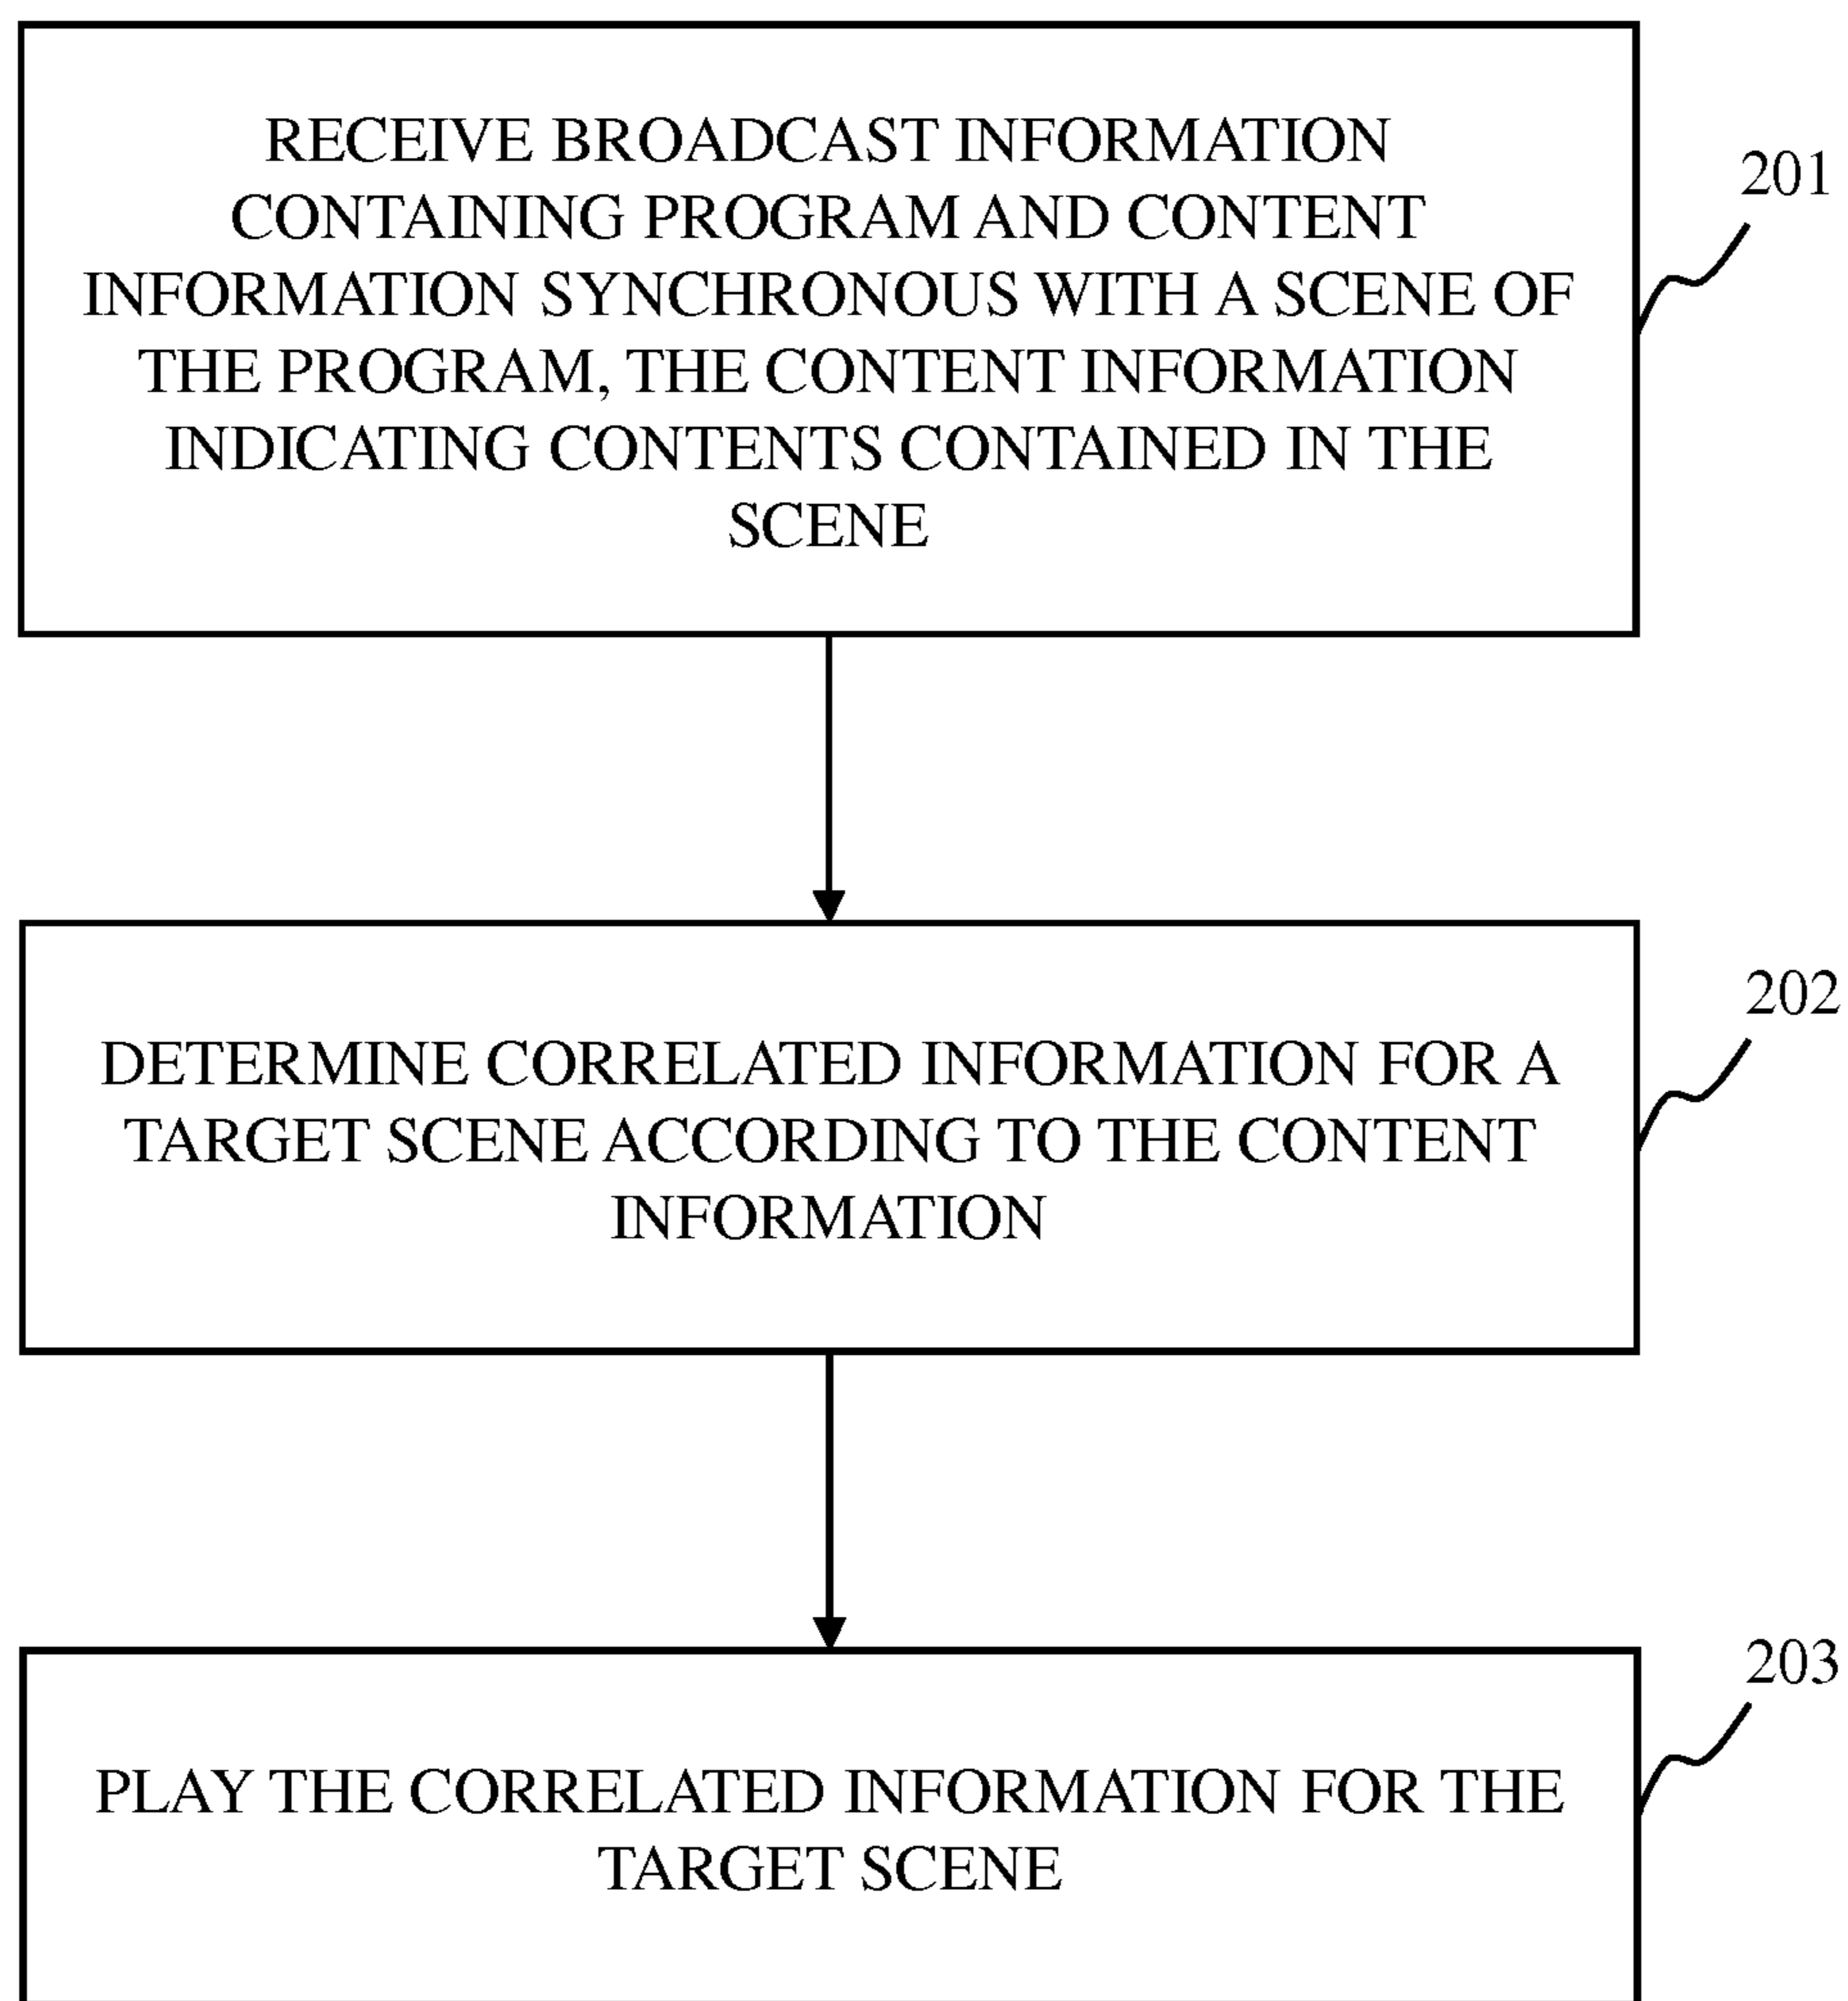 RECEIVE BROADCAST INFORMATION
CONTAINING PROGRAM AND CONTENT
INFORMATION SYNCHRONOUS WITH A SCENE OF
THE PROGRAM, THE CONTENT INFORMATION
INDICATING CONTENTS CONTAINED IN THE
SCENE
201
DETERMINE CORRELATED INFORMATION FOR A
TARGET SCENE ACCORDING TO THE CONTENT
INFORMATION
202
PLAY THE CORRELATED INFORMATION FOR THE
TARGET SCENE
203